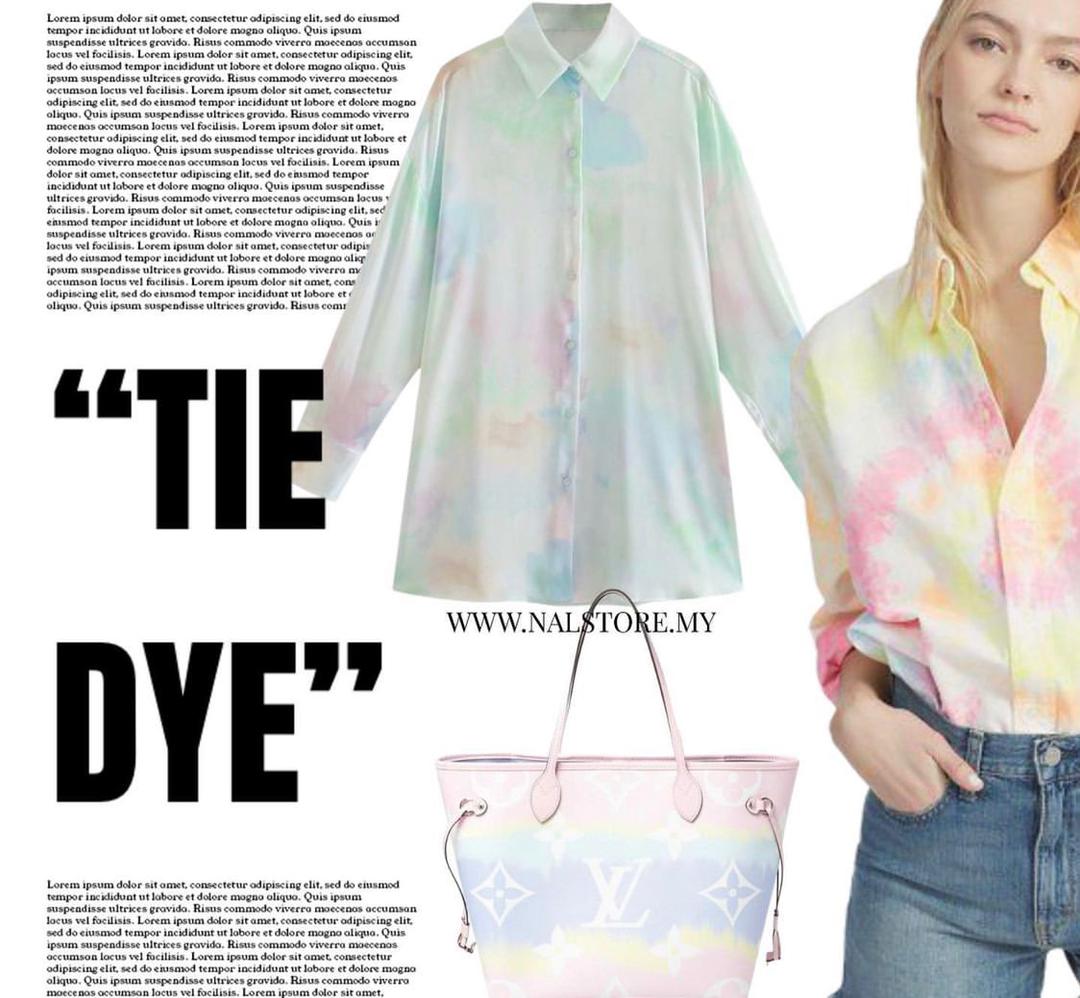 Lorem ipsum dolor sit amet, consectetur adipiscing elit, sed do eiusmod
tempor incididunt ut labore et dolore magna aliqua. Quis ipsum
suspendisse ultrices gravida. Risus commodo viverra maecenas accumsan
lacus vel facilisis. Lorem ipsum dolor sit amet, consectetur adipiscing elit,
sed do eiusmod tempor incididunt ut labore et dolore magna aliqua. Quis
ipsum suspendisse ultrices gravida. Risus commodo viverra maecenas
accumsan lacus vel facilisis. Lorem ipsum dolor sit amet, consectetur
adipiscing elit, sed do eiusmod tempor incididunt ut labore et dolore magna
aliqua. Quis ipsum suspendisse ultrices gravida. Risus commodo viverra
maecenas accumsan lacus vel facilisis. Lorem ipsum dolor sit amet,
consectetur adipiscing elit, sed do eiusmod tempor incididunt ut labore et
dolore magna aliqua. Quis ipsum suspendisse ultrices gravida. Risus
commodo viverra maecenas accumsan lacus vel facilisis. Lorem ipsum
dolor sit amet, consectetur adipiscing elit, sed do eiusmod tempor
incididunt ut labore et dolore magna aliqua. Quis ipsum suspendisse
ultrices gravida. Risus commodo viverra maecenas accumsan lacus
facilisis. Lorem ipsum dolor sit amet, consectetur adipiscing elit, sed
eiusmod tempor incididunt ut labore et dolore magna aliqua. Quis
suspendisse ultrices gravida. Risus commodo viverra maecenas
lacus vel facilisis. Lorem ipsum dolor sit amet, consectetur
sed do eiusmod tempor incididunt ut labore et dolore magna
ipsum suspendisse ultrices gravida. Risus commodo viverra
accumsan lacus vel facilisis. Lorem ipsum dolor sit amet,
adipiscing elit, sed do eiusmod tempor incididunt ut labore et
aliqua. Quis ipsum suspendisse ultrices gravida. Risus
“TIE
DYE”
WWW.NALSTORE.MY
LV
Lorem ipsum dolor sit amet, consectetur adipiscing elit, sed do eiusmod
tempor incididunt ut labore et dolore magna aliqua. Quis ipsum
suspendisse ultrices gravida. Risus commodo viverra maecenas accumsan
lacus vel facilisis. Lorem ipsum dolor sit amet, consectetur adipiscing elit,
sed do eiusmod tempor incididunt ut labore et dolore magna aliqua. Quis
ipsum suspendisse ultrices gravida. Risus commodo viverra maecenas
accumsan lacus vel facilisis. Lorem ipsum dolor sit amet, consectetur
adipiscing elit, sed do eiusmod tempor incididunt ut labore et dolore magna
aliqua. Quis ipsum suspendisse ultrices gravida. Risus commodo viverra
maecenas accumsan lacus vel facilisis. Lorem ipsum dolor sit amet,